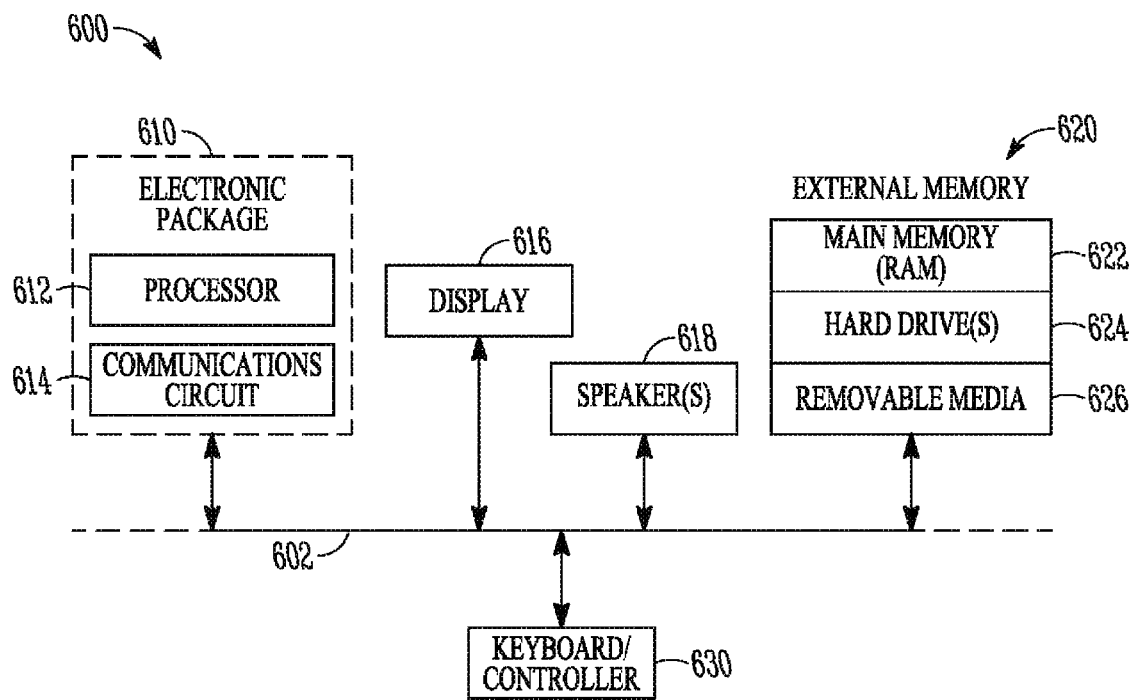 600
610
620
ELECTRONIC
PACKAGE
EXTERNAL MEMORY
616
MAIN MEMORY
(RAM)
622
612
PROCESSOR
DISPLAY
618
HARD DRIVE(S)
624
614
COMMUNICATIONS
CIRCUIT
SPEAKER(S)
REMOVABLE MEDIA
626
602
KEYBOARD/
CONTROLLER
630